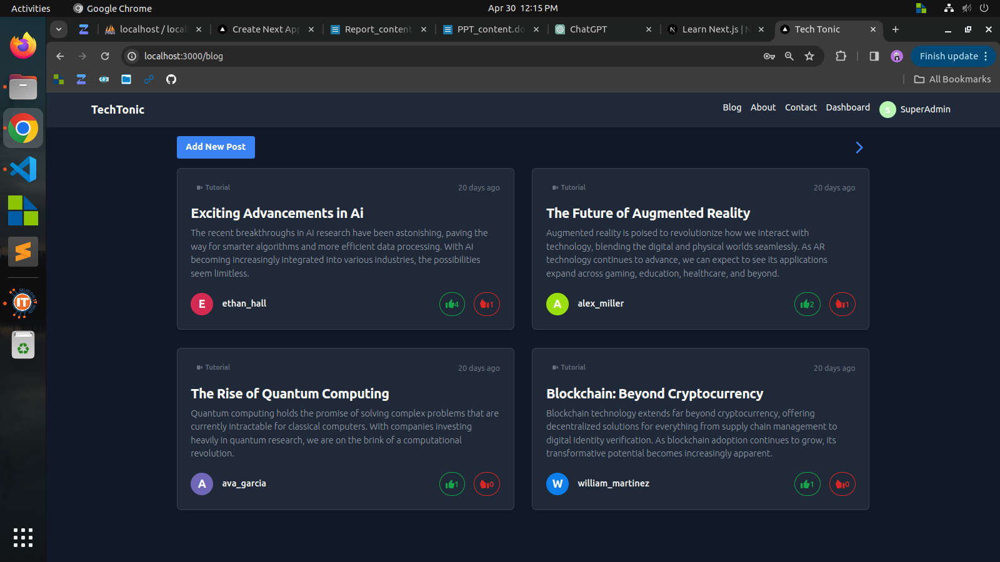 Activities
Google Chrome
Apr 30 12:15 PM
localhost / local
Create Next App
Report_content
PPT_content.do
ChatGPT
Learn Next.js | N
Tech Tonic
localhost:3000/blog
Finish update
All Bookmarks
TechTonic
Blog
About
Contact
Dashboard
s
SuperAdmin
Add New Post
Tutorial
20 days ago
Exciting Advancements in Ai
The recent breakthroughs in AI research have been astonishing, paving the
way for smarter algorithms and more efficient data processing. With AI
becoming increasingly integrated into various industries, the possibilities
seem limitless.
E
ethan_hall
4
1
Tutorial
20 days ago
The Future of Augmented Reality
Augmented reality is poised to revolutionize how we interact with
technology, blending the digital and physical worlds seamlessly. As AR
technology continues to advance, we can expect to see its applications
expand across gaming, education, healthcare, and beyond.
A
alex_miller
2
1
Tutorial
20 days ago
The Rise of Quantum Computing
Quantum computing holds the promise of solving complex problems that are
currently intractable for classical computers. With companies investing
heavily in quantum research, we are on the brink of a computational
revolution.
A
ava_garcia
1
0
Tutorial
20 days ago
Blockchain: Beyond Cryptocurrency
Blockchain technology extends far beyond cryptocurrency, offering
decentralized solutions for everything from supply chain management to
digital identity verification. As blockchain adoption continues to grow, its
transformative potential becomes increasingly apparent.
W
william_martinez
1
0
SILICON
IT
HUB
IT